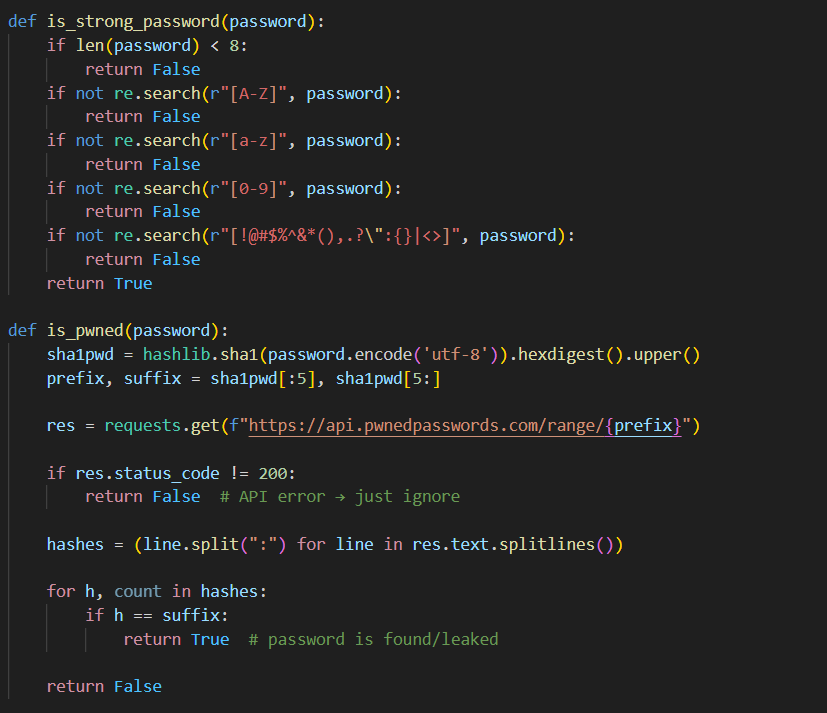 def is_strong_password(password):
    if len(password) < 8:
        return False
    if not re.search(r"[A-Z]", password):
        return False
    if not re.search(r"[a-z]", password):
        return False
    if not re.search(r"[0-9]", password):
        return False
    if not re.search(r"[!@#$%^&*(),.?\":{}|<>]", password):
        return False
    return True

def is_pwned(password):
    sha1pwd = hashlib.sha1(password.encode('utf-8')).hexdigest().upper()
    prefix, suffix = sha1pwd[:5], sha1pwd[5:]

    res = requests.get(f"https://api.pwnedpasswords.com/range/{prefix}")

    if res.status_code != 200:
        return False  # API error → just ignore

    hashes = (line.split(":") for line in res.text.splitlines())

    for h, count in hashes:
        if h == suffix:
            return True  # password is found/leaked

    return False